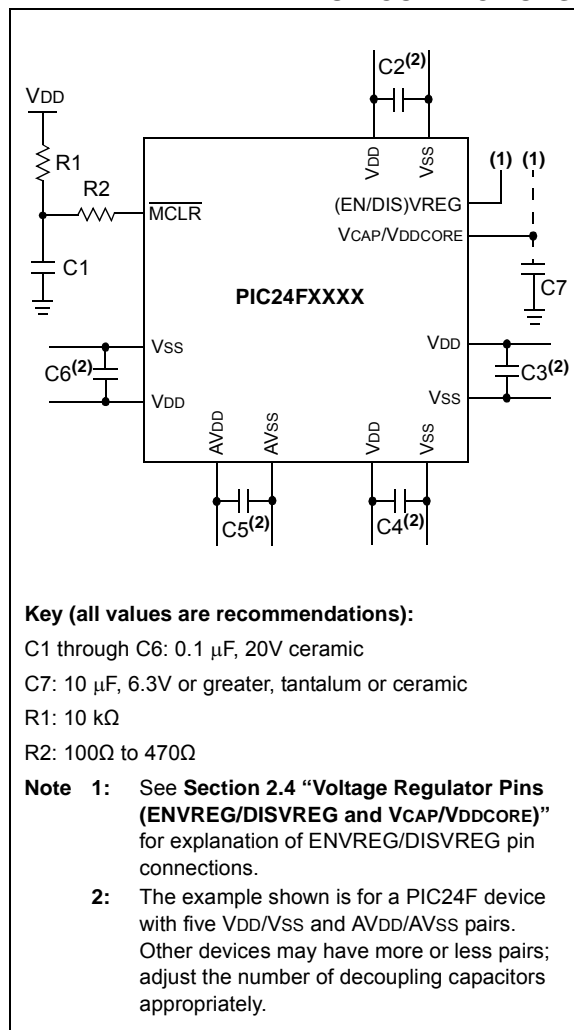 C2(2)
VDD
R1
R2
C1
VDD
VSS
(1) (1)
MCLR
(EN/DIS)VREG
VCAP/VDDCORE
C7
PIC24FXXXX
VSS
VDD
C6(2)
C3(2)
VDD
VSS
AVDD
AVSS
VDD
VSS
C5(2)
C4(2)
Key (all values are recommendations):
C1 through C6: 0.1 μF, 20V ceramic
C7: 10 μF, 6.3V or greater, tantalum or ceramic
R1: 10 kΩ
R2: 100Ω to 470Ω
Note 1: See Section 2.4 “Voltage Regulator Pins
(ENVREG/DISVREG and VCAP/VDDCORE)”
for explanation of ENVREG/DISVREG pin
connections.
2: The example shown is for a PIC24F device
with five VDD/VSS and AVDD/AVSS pairs.
Other devices may have more or less pairs;
adjust the number of decoupling capacitors
appropriately.